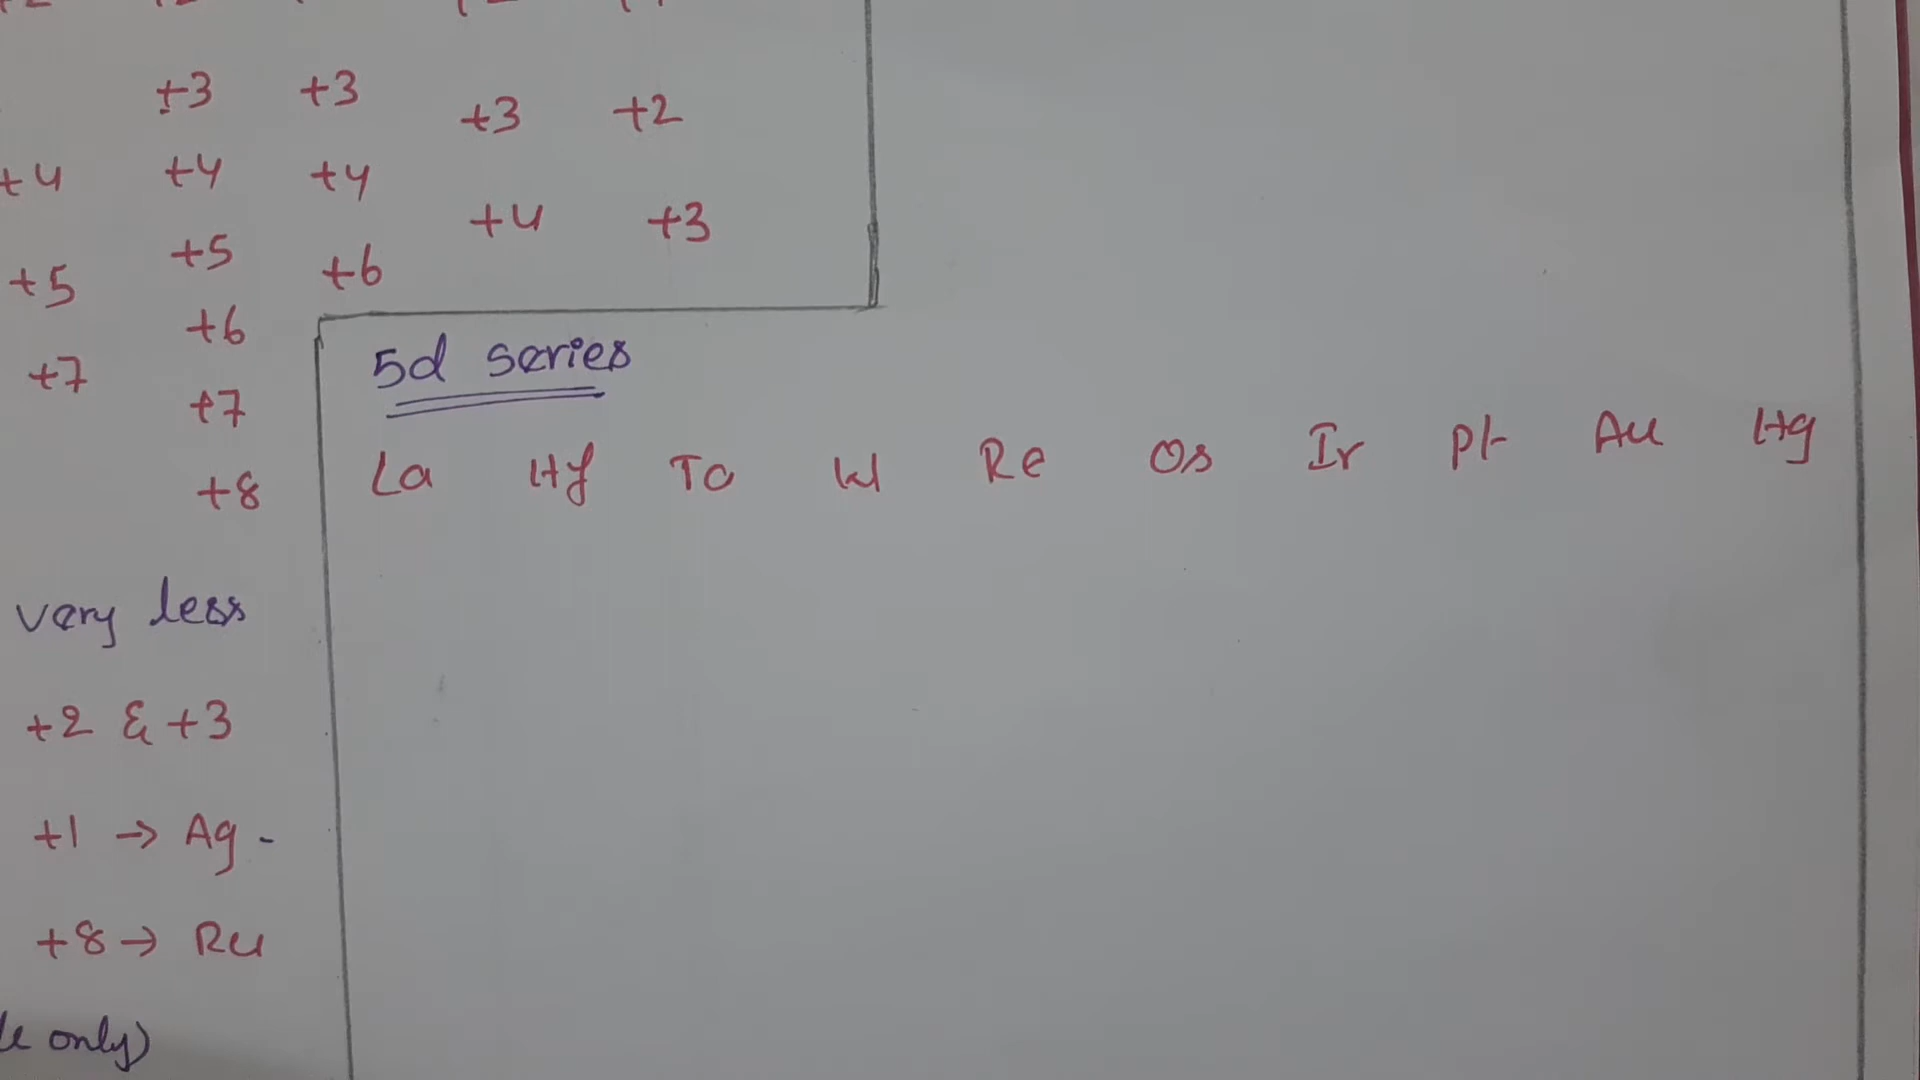 +3 +3 +3 +2
+4 +4 +4 +4 +3
+5 +5 +6
+6
+7 +7
+8
5d series
La Hf Ta W Re Os Ir Pt Au Hg
very less
+2 & +3
+1 → Ag -
+8 → Ru
only)